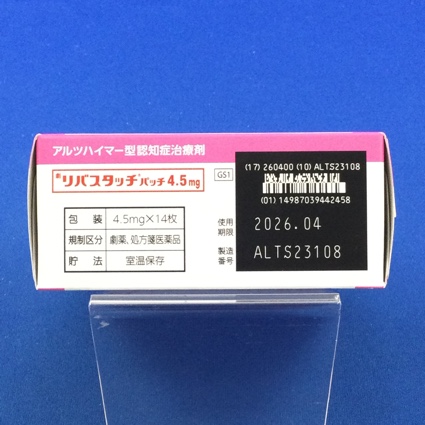 アルツハイマー型認知症治療剤
劇 リバスタッチ®パッチ4.5mg
GS1
(17) 260400 (10) ALTS23108
(01) 14987039442458
包 装 4.5mg×14枚
規制区分 劇薬、処方箋医薬品
貯 法 室温保存
使用期限 2026.04
製造番号 ALTS23108